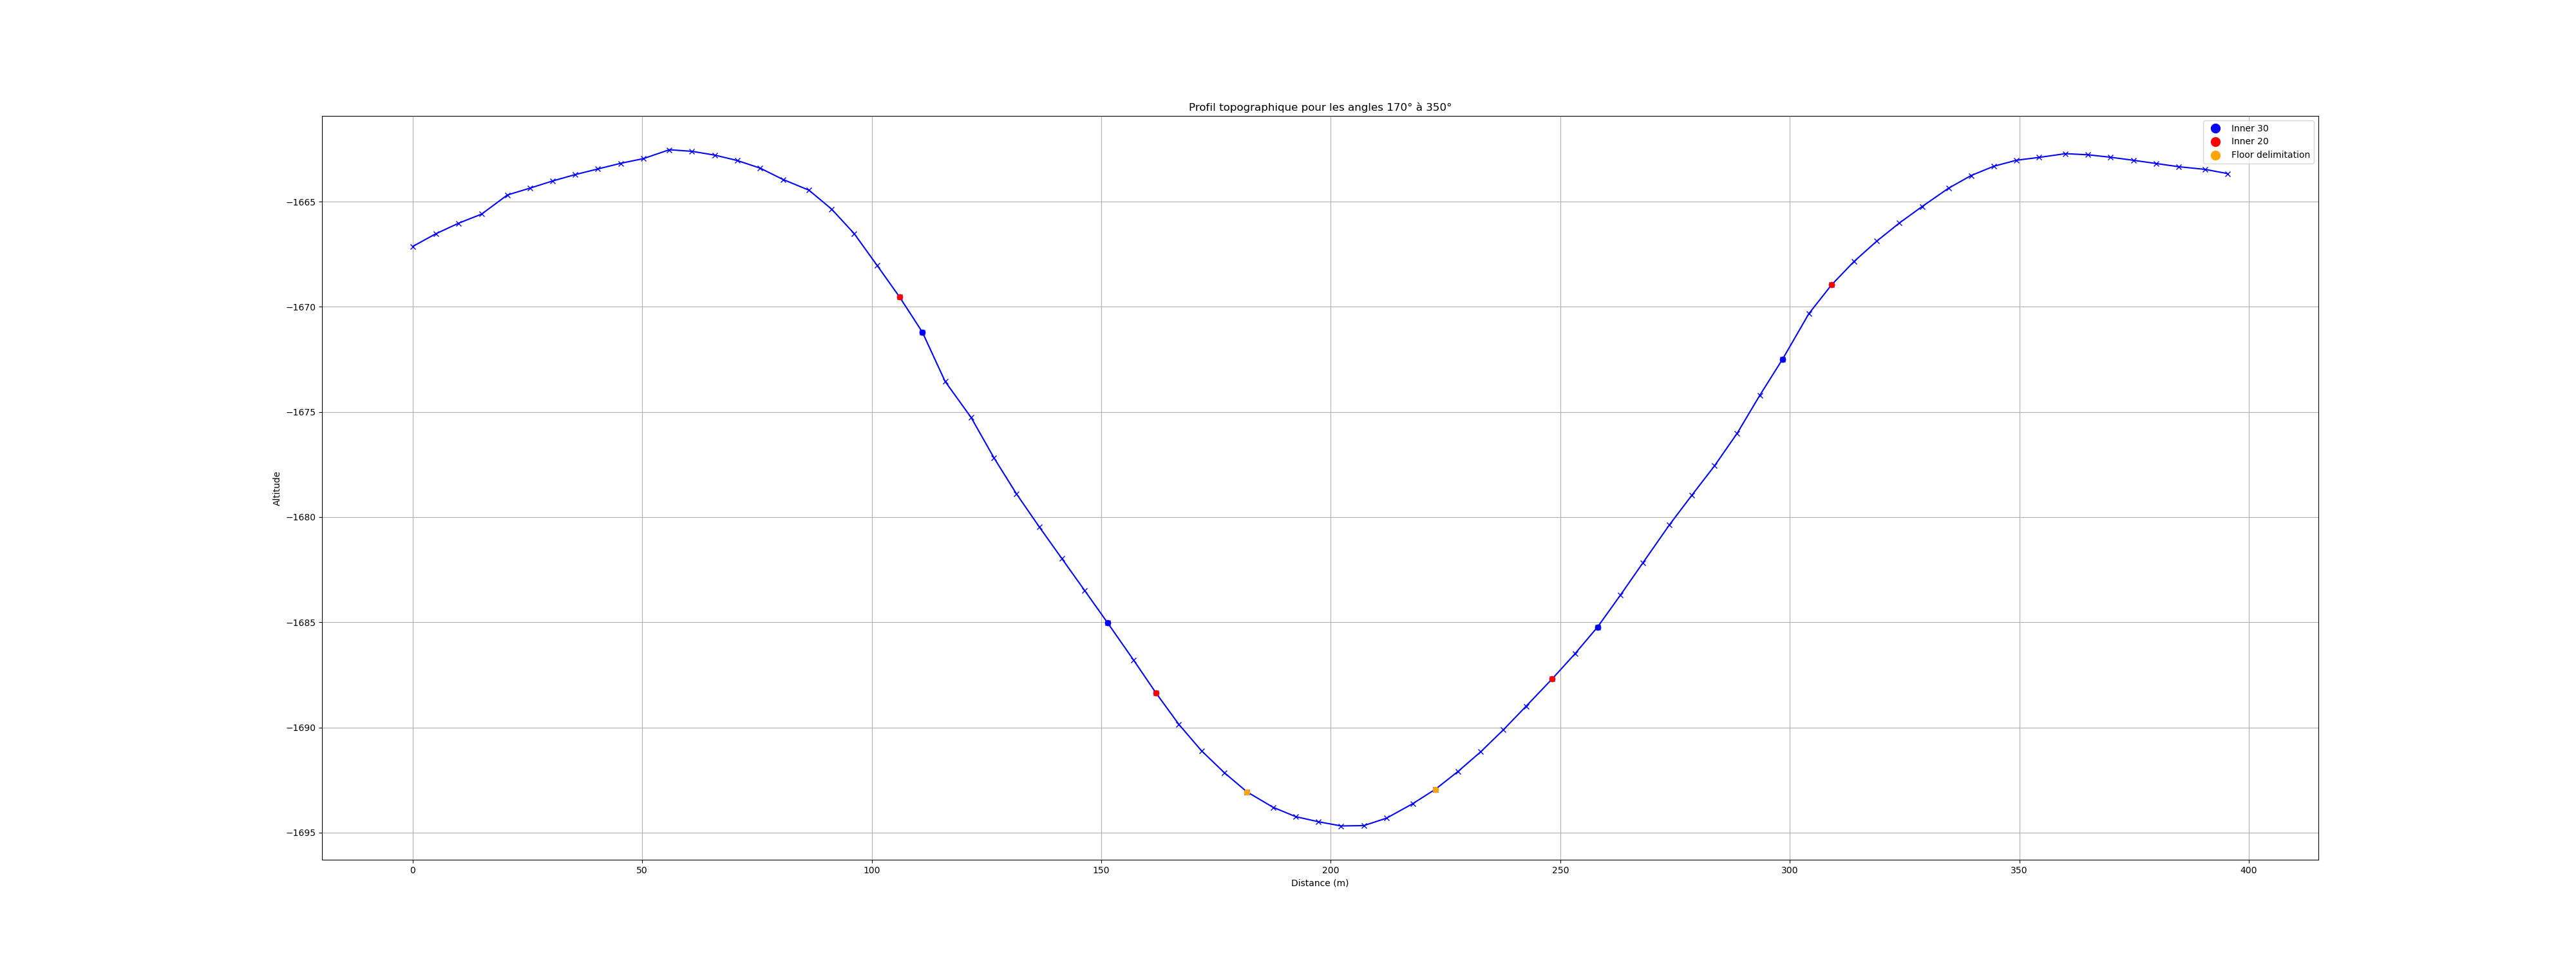 Profil topographique pour les angles 170° à 350°
Inner 30
Inner 20
Floor delimitation
Altitude
−1665
−1670
−1675
−1680
−1685
−1690
−1695
0 50 100 150 200 250 300 350 400
Distance (m)